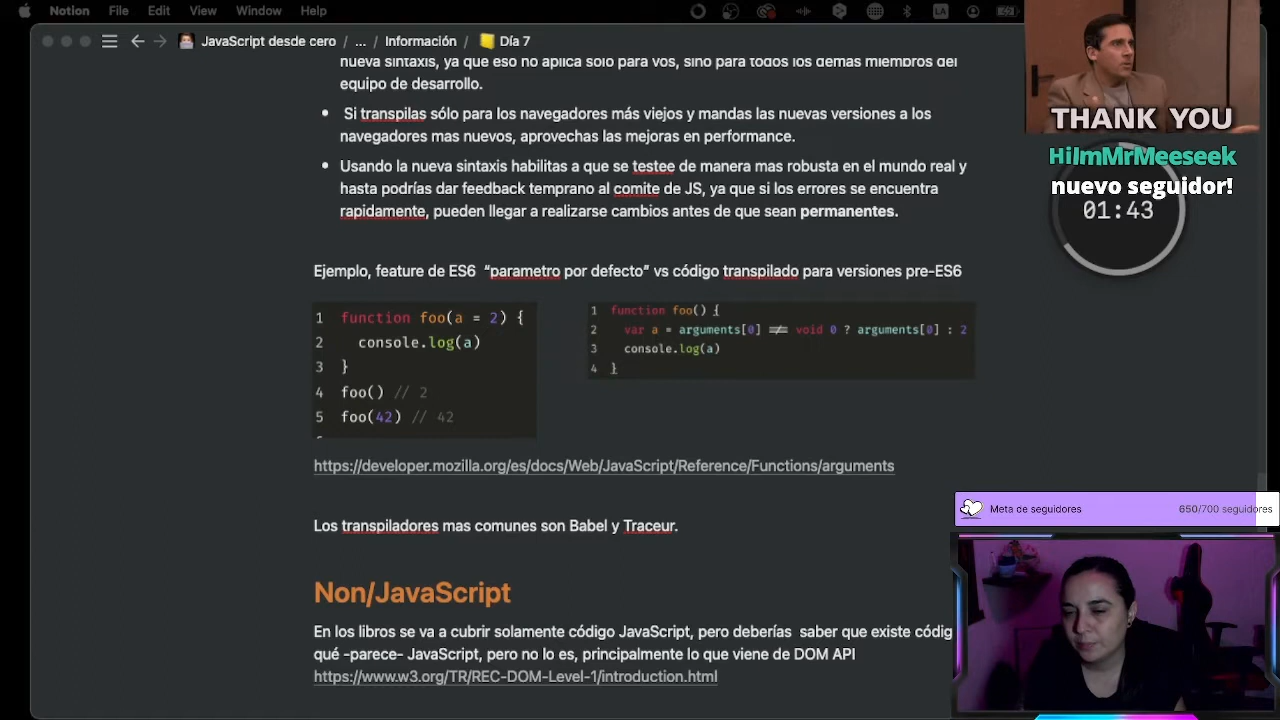 Notion File Edit View Window Help
LA
JavaScript desde cero / ... / Información / Día 7
nueva sintaxis, ya que eso no aplica solo para vos, sino para todos los demas miembros del
equipo de desarrollo.
Si transpilas sólo para los navegadores más viejos y mandas las nuevas versiones a los
navegadores mas nuevos, aprovechas las mejoras en performance.
Usando la nueva sintaxis habilitas a que se testee de manera mas robusta en el mundo real y
hasta podrías dar feedback temprano al comite de JS, ya que si los errores se encuentra
rapidamente, pueden llegar a realizarse cambios antes de que sean permanentes.
Ejemplo, feature de ES6 “parametro por defecto” vs código transpilado para versiones pre-ES6
1 function foo(a = 2) {
2 console.log(a)
3 }
4 foo() // 2
5 foo(42) // 42
1 function foo() {
2 var a = arguments[0] !== void 0 ? arguments[0] : 2
3 console.log(a)
4 }
https://developer.mozilla.org/es/docs/Web/JavaScript/Reference/Functions/arguments
Los transpiladores mas comunes son Babel y Traceur.
Non/JavaScript
En los libros se va a cubrir solamente código JavaScript, pero deberías saber que existe códig
qué -parece- JavaScript, pero no lo es, principalmente lo que viene de DOM API
https://www.w3.org/TR/REC-DOM-Level-1/introduction.html
THANK YOU
HilmMrMeeseek
nuevo seguidor!
01:43
Meta de seguidores 650/700 seguidores